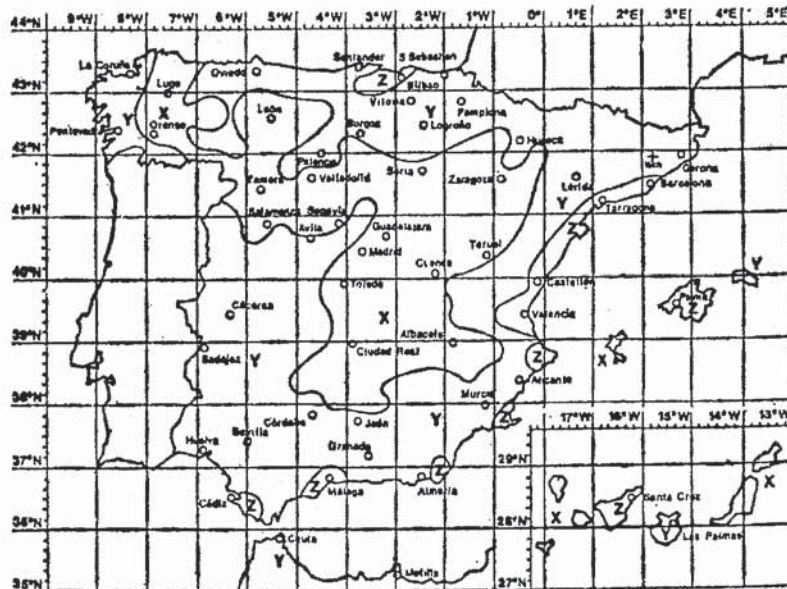 9°W 8°W 7°W 6°W 5°W 4°W 3°W 2°W 1°W 0° 1°E 2°E 3°E 4°E 5°E
44°N
La Coruña Oviedo Santander S Sebastian
43°N Lugo Z Bilbao
Vitoria
X León Y Pamplona
Y Orense Burgos Logroño
Pontevedra Huesca
42°N Palencia
Gerona
Zamora Valladolid Soria Zaragoza Lérida Barcelona
41°N Y Tarragona
Salamanca Segovia
Avila Guadalajara Z
Madrid Teruel
40°N Cuenca Castellón Y
Toledo
Cáceres Valencia Palma
Z
X Albacete
39°N
Badajoz Y Ciudad Real Z X
Alicante
38°N Murcia
17°W 16°W 15°W 14°W 13°W
Córdoba Jaén Y Z
Huelva Sevilla
Granada
37°N 29°N
Z Z
Málaga Almería Santa Cruz X
Cádiz Z X Z
36°N 28°N
Ceuta Y Las Palmas
Y
Melilla
35°N 27°N